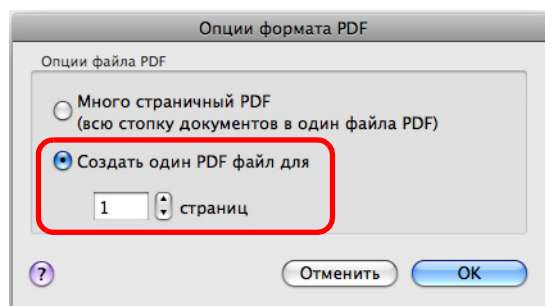 Опции формата PDF
Опции файла PDF
Много страничный PDF
(всю стопку документов в один файла PDF)
Создать один PDF файл для
1 страниц
? Отменить OK